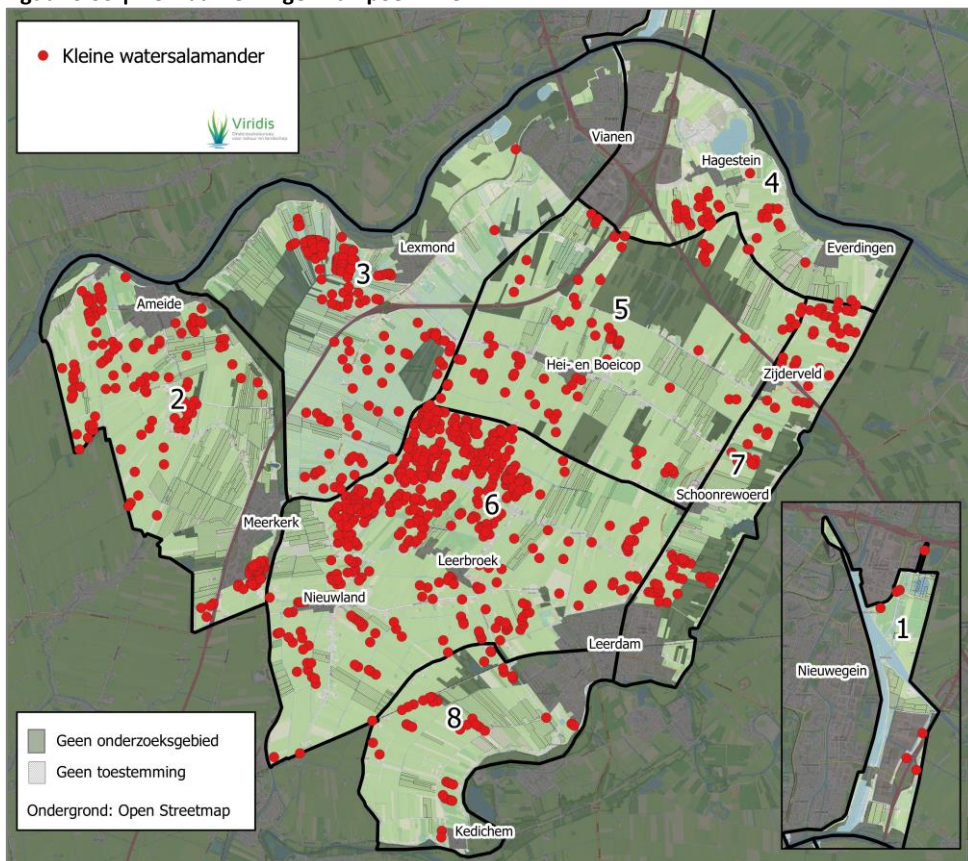 Kleine watersalamander
Viridis
Vianen
Hagestein
4
Everdingen
Lexmond
3
Ameide
5
Hei- en Boeicop
Zijderveld
2
7
Schoonrewoerd
6
Meerkerk
Leerbroek
Nieuwland
Leerdam
1
Nieuwegein
8
Kedichem
Geen onderzoeksgebied
Geen toestemming
Ondergrond: Open Streetmap